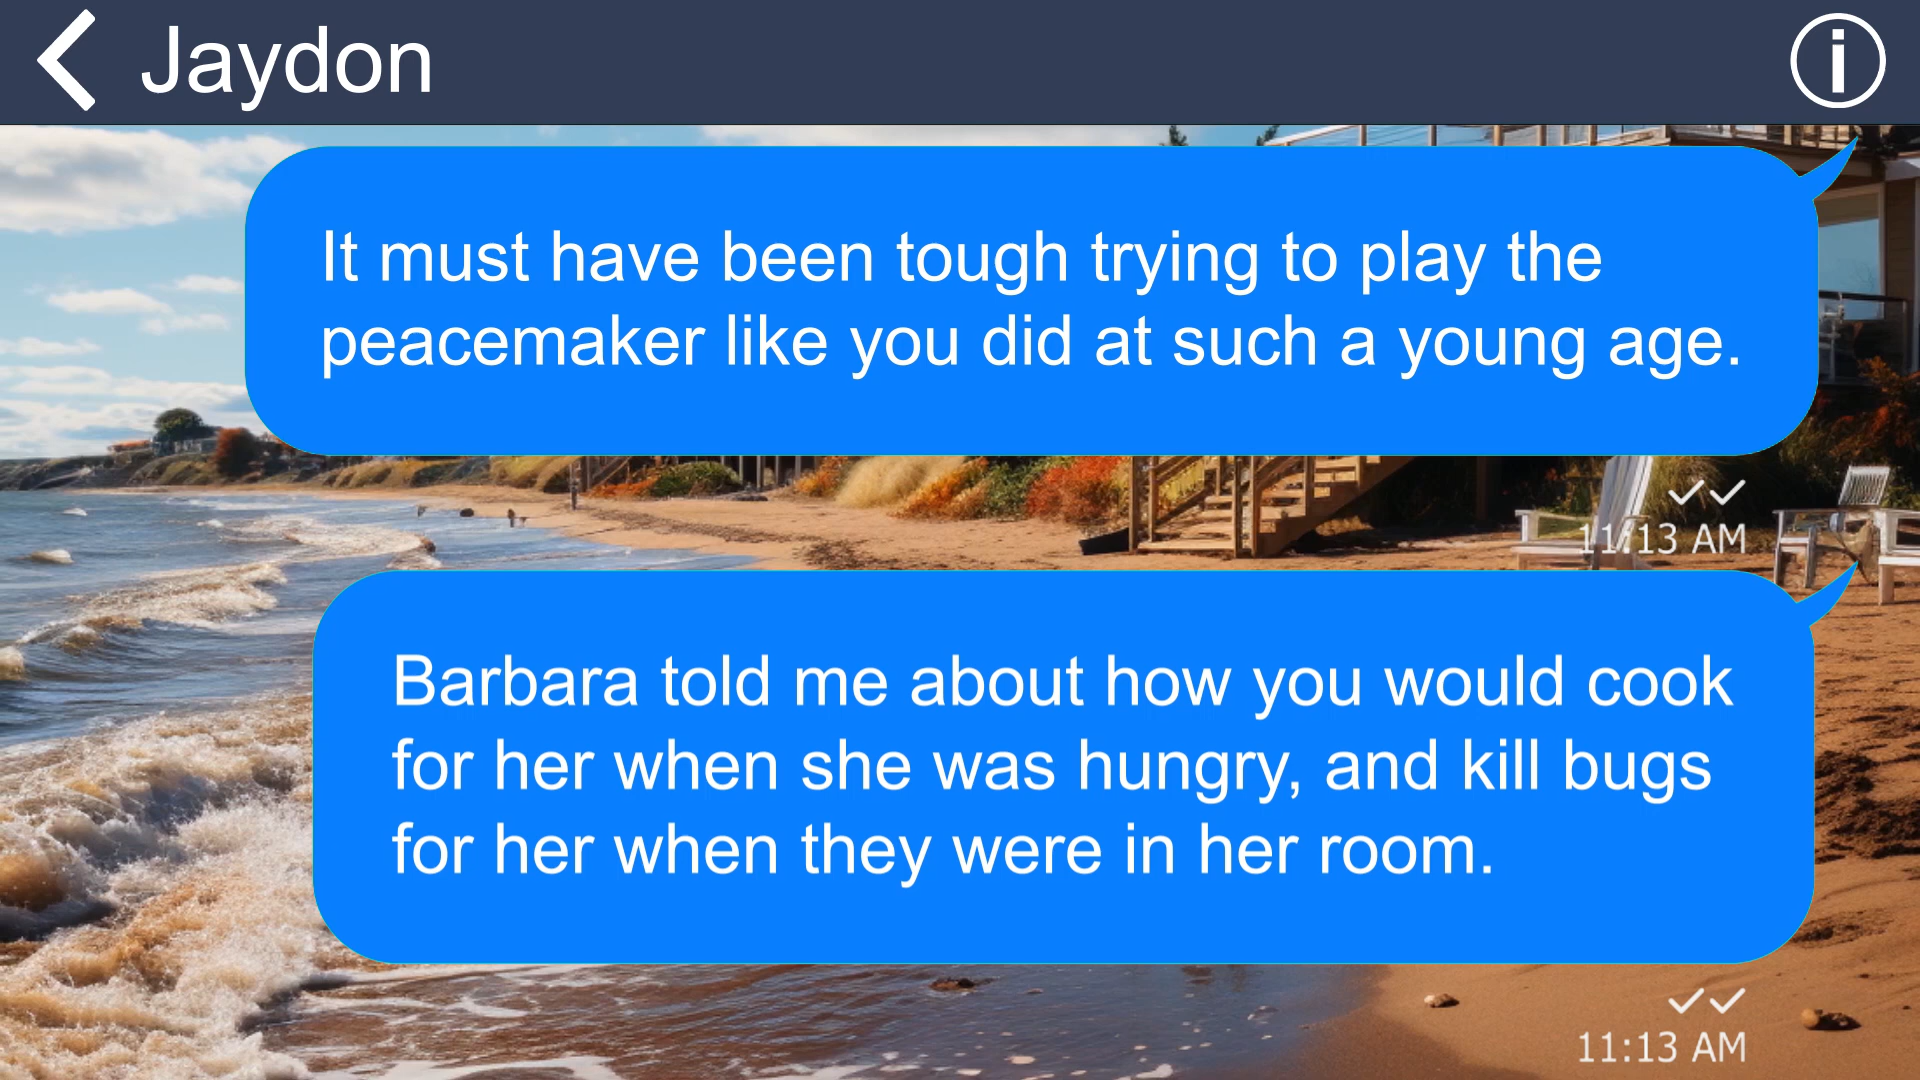 Jaydon
It must have been tough trying to play the
peacemaker like you did at such a young age.
11:13 AM
Barbara told me about how you would cook
for her when she was hungry, and kill bugs
for her when they were in her room.
11:13 AM